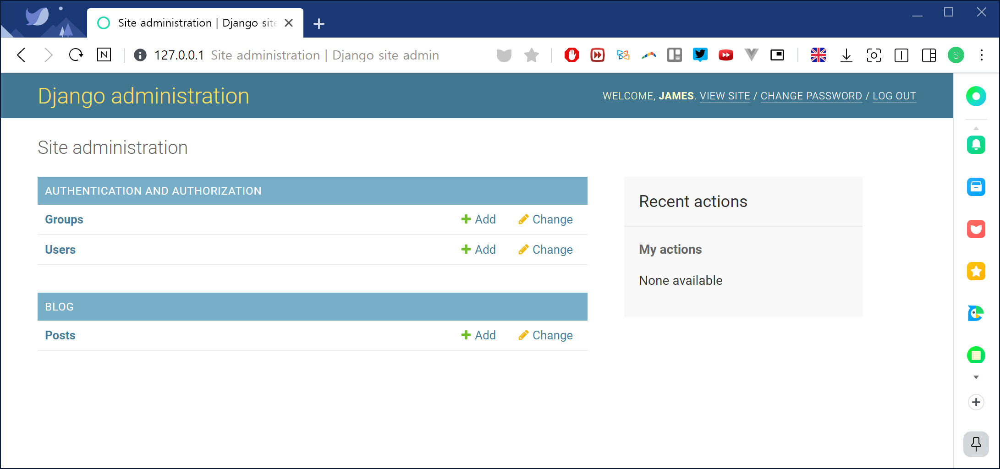 Site administration | Django site
N 127.0.0.1 Site administration | Django site admin
S
Django administration
WELCOME, JAMES. VIEW SITE / CHANGE PASSWORD / LOG OUT
Site administration
AUTHENTICATION AND AUTHORIZATION
Groups Add Change
Users Add Change
BLOG
Posts Add Change
Recent actions
My actions
None available